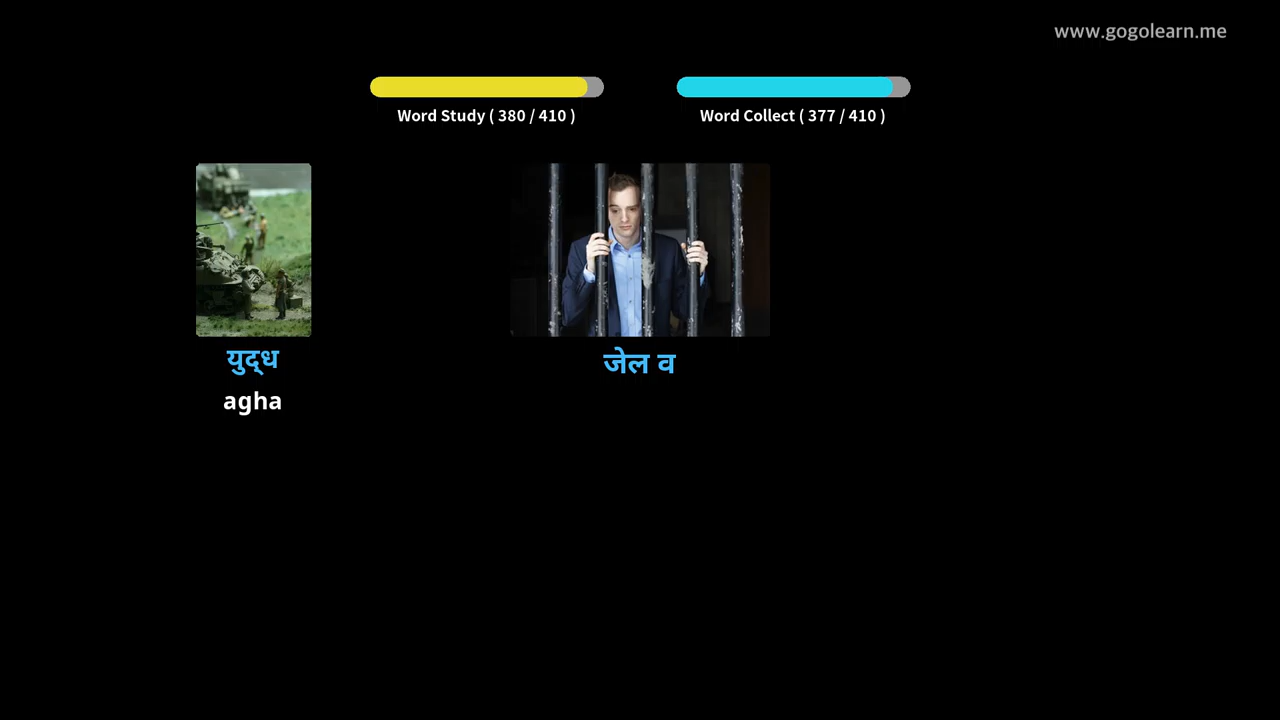 www.gogolearn.me
Word Study ( 380 / 410 )
Word Collect ( 377 / 410 )
युद्ध
agha
जेल व